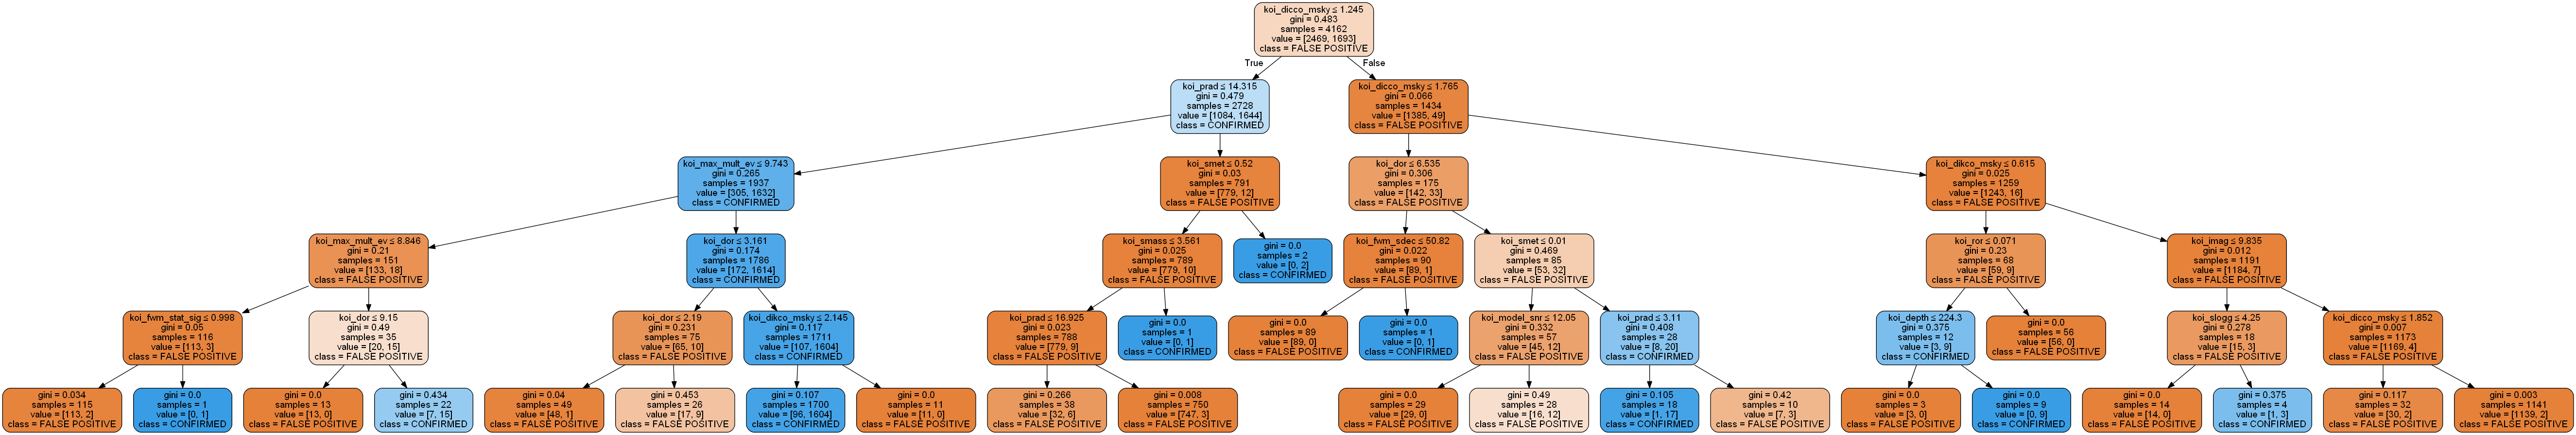 koi_dicco_msky ≤ 1.245
gini = 0.483
samples = 4162
value = [2469, 1693]
class = FALSE POSITIVE
True
False
koi_prad ≤ 14.315
gini = 0.479
samples = 2728
value = [1084, 1644]
class = CONFIRMED
koi_dicco_msky ≤ 1.765
gini = 0.066
samples = 1434
value = [1385, 49]
class = FALSE POSITIVE
koi_max_mult_ev ≤ 9.743
gini = 0.265
samples = 1937
value = [305, 1632]
class = CONFIRMED
koi_smet ≤ 0.52
gini = 0.03
samples = 791
value = [779, 12]
class = FALSE POSITIVE
koi_dor ≤ 6.535
gini = 0.306
samples = 175
value = [142, 33]
class = FALSE POSITIVE
koi_dikco_msky ≤ 0.615
gini = 0.025
samples = 1259
value = [1243, 16]
class = FALSE POSITIVE
koi_max_mult_ev ≤ 8.846
gini = 0.21
samples = 151
value = [133, 18]
class = FALSE POSITIVE
koi_dor ≤ 3.161
gini = 0.174
samples = 1786
value = [172, 1614]
class = CONFIRMED
koi_smass ≤ 3.561
gini = 0.025
samples = 789
value = [779, 10]
class = FALSE POSITIVE
gini = 0.0
samples = 2
value = [0, 2]
class = CONFIRMED
koi_fwm_sdec ≤ 50.82
gini = 0.022
samples = 90
value = [89, 1]
class = FALSE POSITIVE
koi_smet ≤ 0.01
gini = 0.469
samples = 85
value = [53, 32]
class = FALSE POSITIVE
koi_ror ≤ 0.071
gini = 0.23
samples = 68
value = [59, 9]
class = FALSE POSITIVE
koi_imag ≤ 9.835
gini = 0.012
samples = 1191
value = [1184, 7]
class = FALSE POSITIVE
koi_fwm_stat_sig ≤ 0.998
gini = 0.05
samples = 116
value = [113, 3]
class = FALSE POSITIVE
koi_dor ≤ 9.15
gini = 0.49
samples = 35
value = [20, 15]
class = FALSE POSITIVE
koi_dor ≤ 2.19
gini = 0.231
samples = 75
value = [65, 10]
class = FALSE POSITIVE
koi_dikco_msky ≤ 2.145
gini = 0.117
samples = 1711
value = [107, 1604]
class = CONFIRMED
koi_prad ≤ 16.925
gini = 0.023
samples = 788
value = [779, 9]
class = FALSE POSITIVE
gini = 0.0
samples = 1
value = [0, 1]
class = CONFIRMED
gini = 0.0
samples = 89
value = [89, 0]
class = FALSE POSITIVE
gini = 0.0
samples = 1
value = [0, 1]
class = CONFIRMED
koi_model_snr ≤ 12.05
gini = 0.332
samples = 57
value = [45, 12]
class = FALSE POSITIVE
koi_prad ≤ 3.11
gini = 0.408
samples = 28
value = [8, 20]
class = CONFIRMED
koi_depth ≤ 224.3
gini = 0.375
samples = 12
value = [3, 9]
class = CONFIRMED
gini = 0.0
samples = 56
value = [56, 0]
class = FALSE POSITIVE
koi_slogg ≤ 4.25
gini = 0.278
samples = 18
value = [15, 3]
class = FALSE POSITIVE
koi_dicco_msky ≤ 1.852
gini = 0.007
samples = 1173
value = [1169, 4]
class = FALSE POSITIVE
gini = 0.034
samples = 115
value = [113, 2]
class = FALSE POSITIVE
gini = 0.0
samples = 1
value = [0, 1]
class = CONFIRMED
gini = 0.0
samples = 13
value = [13, 0]
class = FALSE POSITIVE
gini = 0.434
samples = 22
value = [7, 15]
class = CONFIRMED
gini = 0.04
samples = 49
value = [48, 1]
class = FALSE POSITIVE
gini = 0.453
samples = 26
value = [17, 9]
class = FALSE POSITIVE
gini = 0.107
samples = 1700
value = [96, 1604]
class = CONFIRMED
gini = 0.0
samples = 11
value = [11, 0]
class = FALSE POSITIVE
gini = 0.266
samples = 38
value = [32, 6]
class = FALSE POSITIVE
gini = 0.008
samples = 750
value = [747, 3]
class = FALSE POSITIVE
gini = 0.0
samples = 29
value = [29, 0]
class = FALSE POSITIVE
gini = 0.49
samples = 28
value = [16, 12]
class = FALSE POSITIVE
gini = 0.105
samples = 18
value = [1, 17]
class = CONFIRMED
gini = 0.42
samples = 10
value = [7, 3]
class = FALSE POSITIVE
gini = 0.0
samples = 3
value = [3, 0]
class = FALSE POSITIVE
gini = 0.0
samples = 9
value = [0, 9]
class = CONFIRMED
gini = 0.0
samples = 14
value = [14, 0]
class = FALSE POSITIVE
gini = 0.375
samples = 4
value = [1, 3]
class = CONFIRMED
gini = 0.117
samples = 32
value = [30, 2]
class = FALSE POSITIVE
gini = 0.003
samples = 1141
value = [1139, 2]
class = FALSE POSITIVE